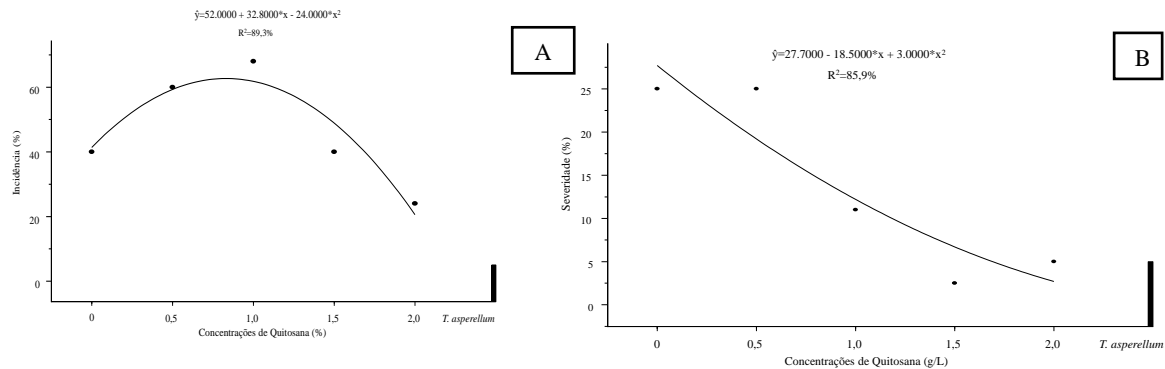 ŷ=52.0000 + 32.8000*x - 24.0000*x²
R²=89,3%
A
Incidência (%)
60
40
20
0
0 0,5 1,0 1,5 2,0 T. asperellum
Concentrações de Quitosana (%)
ŷ=27.7000 - 18.5000*x + 3.0000*x²
R²=85,9%
B
Severidade (%)
25
20
15
10
5
0
0 0,5 1,0 1,5 2,0 T. asperellum
Concentrações de Quitosana (g/L)